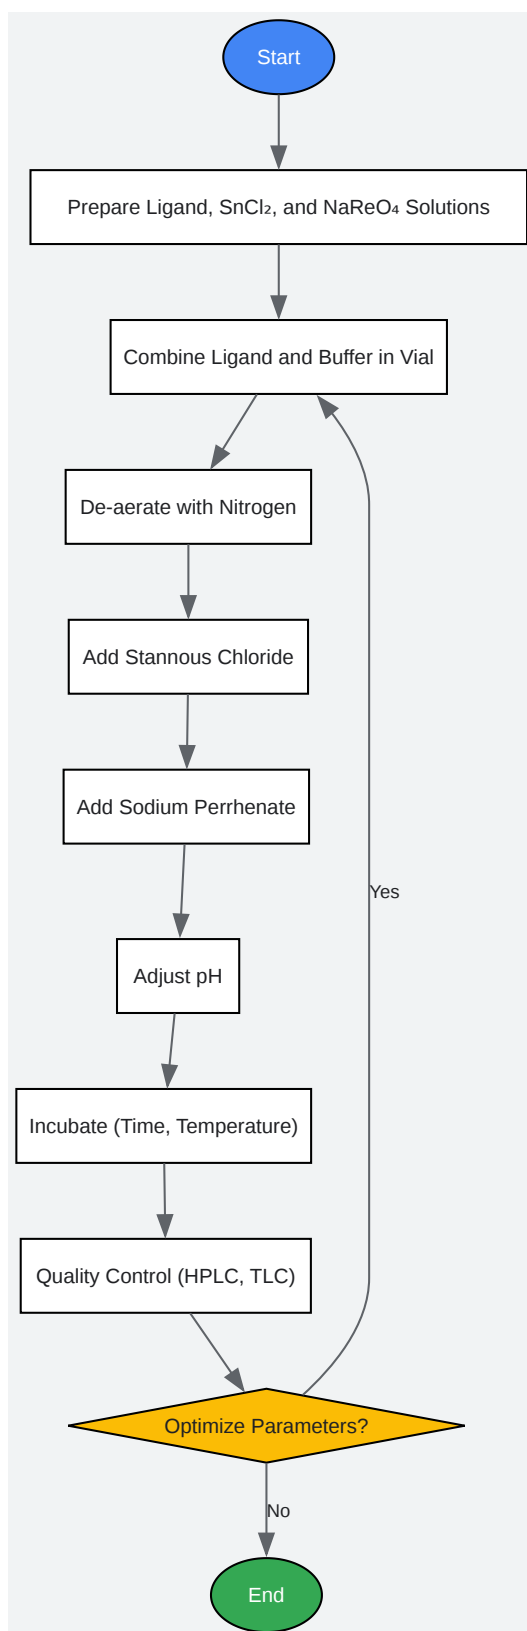 Start
Prepare Ligand, SnCl₂, and NaReO₄ Solutions
Combine Ligand and Buffer in Vial
De-aerate with Nitrogen
Add Stannous Chloride
Add Sodium Perrhenate
Yes
Adjust pH
Incubate (Time, Temperature)
Quality Control (HPLC, TLC)
Optimize Parameters?
No
End